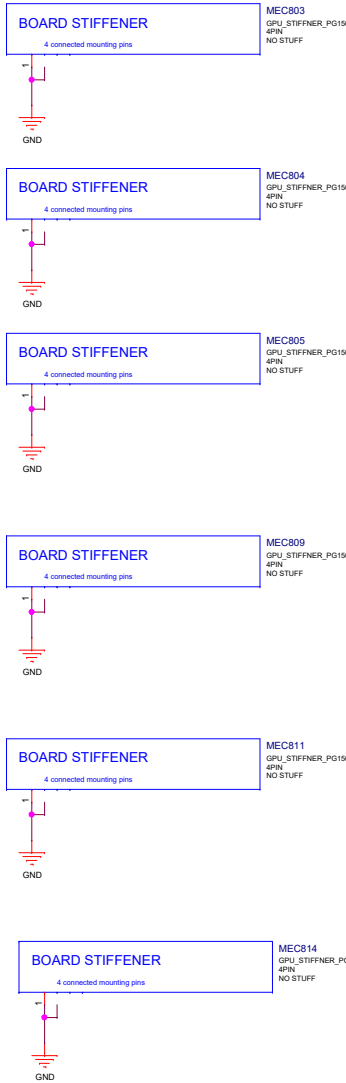 BOARD STIFFENER
4 connected mounting pins
MEC803
GPU_STIFFNER_PG150
4PIN
NO STUFF
1
GND
BOARD STIFFENER
4 connected mounting pins
MEC804
4PIN
NO STUFF
1
GND
BOARD STIFFENER
4 connected mounting pins
MEC805
4PIN
NO STUFF
1
GND
BOARD STIFFENER
4 connected mounting pins
MEC809
4PIN
NO STUFF
1
GND
BOARD STIFFENER
4 connected mounting pins
MEC811
4PIN
NO STUFF
1
GND
BOARD STIFFENER
4 connected mounting pins
MEC814
4PIN
NO STUFF
1
GND